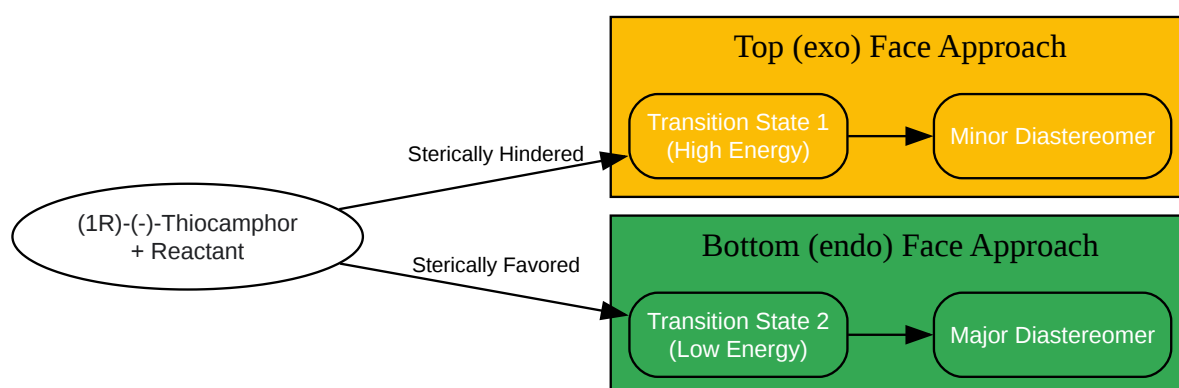 Top (exo) Face Approach
Transition State 1
(High Energy)
Minor Diastereomer
Sterically Hindered
(1R)-(-)-Thiocamphor
+ Reactant
Sterically Favored
Bottom (endo) Face Approach
Transition State 2
(Low Energy)
Major Diastereomer